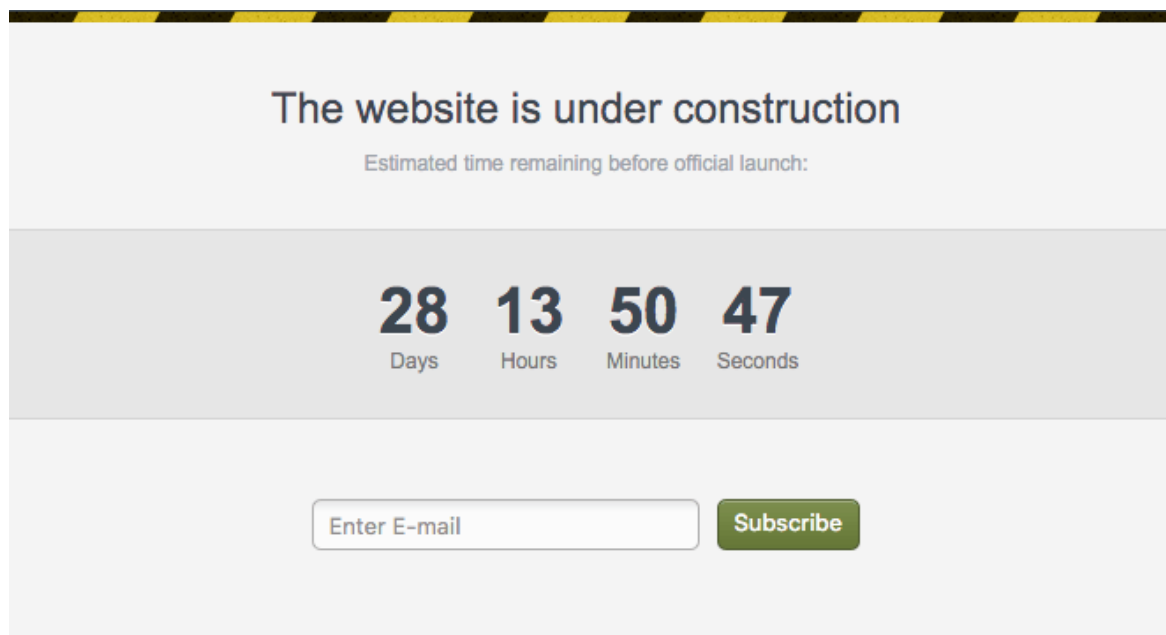 The website is under construction
Estimated time remaining before official launch:
28 13 50 47
Days Hours Minutes Seconds
Enter E-mail Subscribe